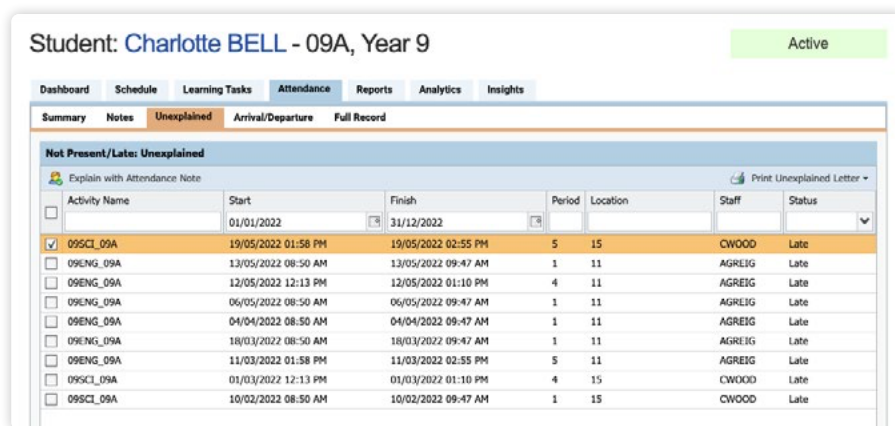 Student: Charlotte BELL - 09A, Year 9 Active
Dashboard Schedule Learning Tasks Attendance Reports Analytics Insights
Summary Notes Unexplained Arrival/Departure Full Record
Not Present/Late: Unexplained
Explain with Attendance Note Print Unexplained Letter
Activity Name Start Finish Period Location Staff Status
01/01/2022 31/12/2022
09SCI_09A 19/05/2022 01:58 PM 19/05/2022 02:55 PM 5 15 CWOOD Late
09ENG_09A 13/05/2022 08:50 AM 13/05/2022 09:47 AM 1 11 AGREIG Late
09ENG_09A 12/05/2022 12:13 PM 12/05/2022 01:10 PM 4 11 AGREIG Late
09ENG_09A 06/05/2022 08:50 AM 06/05/2022 09:47 AM 1 11 AGREIG Late
09ENG_09A 04/04/2022 08:50 AM 04/04/2022 09:47 AM 1 11 AGREIG Late
09ENG_09A 18/03/2022 08:50 AM 18/03/2022 09:47 AM 1 11 AGREIG Late
09ENG_09A 11/03/2022 01:58 PM 11/03/2022 02:55 PM 5 11 AGREIG Late
09SCI_09A 01/03/2022 12:13 PM 01/03/2022 01:10 PM 4 15 CWOOD Late
09SCI_09A 10/02/2022 08:50 AM 10/02/2022 09:47 AM 1 15 CWOOD Late